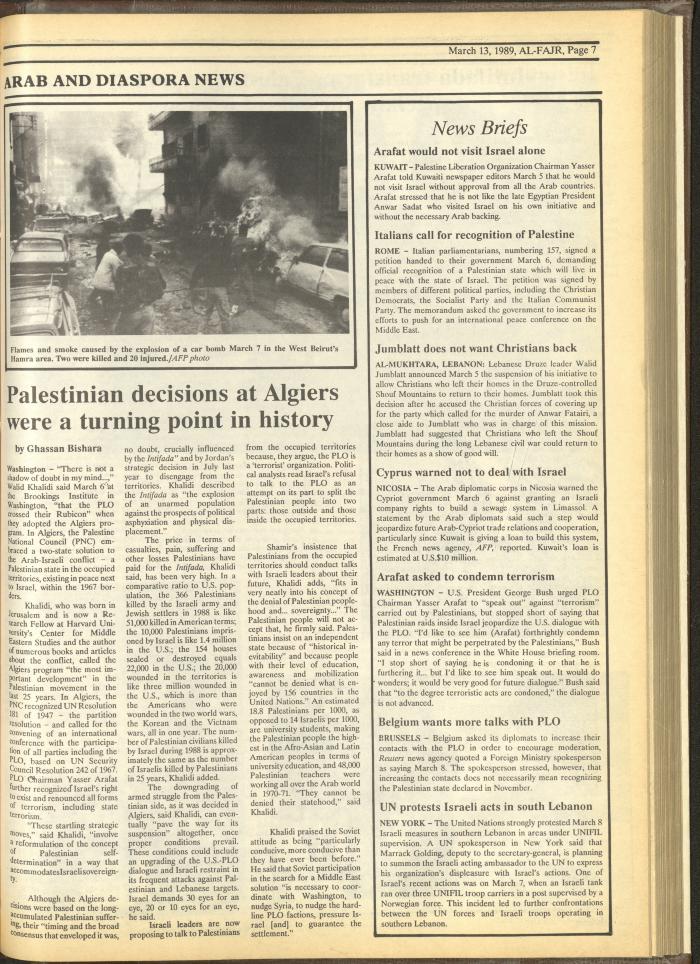 March 13, 1989, AL-FAJR, Page 7
ARAB AND DIASPORA NEWS
Flames and smoke caused by the explosion of a car bomb March 7 in the West Beirut's
Hamra area. Two were killed and 20 injured./AFP photo
Palestinian decisions at Algiers
were a turning point in history
by Ghassan Bishara
Washington – "There is not a
shadow of doubt in my mind...,"
Walid Khalidi said March 6 at
the Brookings Institute in
Washington, "that the PLO
crossed their Rubicon" when
they adopted the Algiers pro-
gram. In Algiers, the Palestine
National Council (PNC) em-
braced a two-state solution to
the Arab-Israeli conflict – a
Palestinian state in the occupied
territories, existing in peace next
to Israel, within the 1967 bor-
ders.
Khalidi, who was born in
Jerusalem and is now a Re-
search Fellow at Harvard Uni-
versity's Center for Middle
Eastern Studies and the author
of numerous books and articles
about the conflict, called the
Algiers program "the most im-
portant development" in the
Palestinian movement in the
last 25 years. In Algiers, the
PNC recognized UN Resolution
181 of 1947 – the partition
resolution – and called for the
convening of an international
conference with the participa-
tion of all parties including the
PLO, based on UN Security
Council Resolution 242 of 1967.
PLO Chairman Yasser Arafat
further recognized Israel's right
to exist and renounced all forms
of terrorism, including state
terrorism.
"These startling strategic
moves," said Khalidi, "involve
a reformulation of the concept
of Palestinian self-
determination" in a way that
accommodates Israeli sovereign-
ty.
Although the Algiers de-
cisions were based on the long-
accumulated Palestinian suffer-
ing, their "timing and the broad
consensus that enveloped it was,
no doubt, crucially influenced
by the Intifada" and by Jordan's
strategic decision in July last
year to disengage from the
territories. Khalidi described
the Intifada as "the explosion
of an unarmed population
against the prospects of political
asphyxiation and physical dis-
placement."
The price in terms of
casualties, pain, suffering and
other losses Palestinians have
paid for the Intifada, Khalidi
said, has been very high. In a
comparative ratio to U.S. pop-
ulation, the 366 Palestinians
killed by the Israeli army and
Jewish settlers in 1988 is like
51,000 killed in American terms;
the 10,000 Palestinians impris-
oned by Israel is like 1.4 million
in the U.S.; the 154 houses
sealed or destroyed equals
22,000 in the U.S.; the 20,000
wounded in the territories is
like three million wounded in
the U.S., which is more than
the Americans who were
wounded in the two world wars,
the Korean and the Vietnam
wars, all in one year. The num-
ber of Palestinian civilians killed
by Israel during 1988 is approx-
imately the same as the number
of Israelis killed by Palestinians
in 25 years, Khalidi added.
The downgrading of
armed struggle from the Pales-
tinian side, as it was decided in
Algiers, said Khalidi, can even-
tually "pave the way for its
suspension" altogether, once
proper conditions prevail.
These conditions could include
an upgrading of the U.S.-PLO
dialogue and Israeli restraint in
its frequent attacks against Pal-
estinian and Lebanese targets.
Israel demands 30 eyes for an
eye, 20 or 10 eyes for an eye,
he said.
Israeli leaders are now
proposing to talk to Palestinians
from the occupied territories
because, they argue, the PLO is
a 'terrorist' organization. Politi-
cal analysts read Israel's refusal
to talk to the PLO as an
attempt on its part to split the
Palestinian people into two
parts: those outside and those
inside the occupied territories.
Shamir's insistence that
Palestinians from the occupied
territories should conduct talks
with Israeli leaders about their
future, Khalidi adds, "fits in
very neatly into his concept of
the denial of Palestinian people-
hood and... sovereignty..." The
Palestinian people will not ac-
cept that, he firmly said. Pales-
tinians insist on an independent
state because of "historical in-
evitability" and because people
with their level of education,
awareness and mobilization
"cannot be denied what is en-
joyed by 156 countries in the
United Nations." An estimated
18.8 Palestinians per 1000, as
opposed to 14 Israelis per 1000,
are university students, making
the Palestinian people the high-
est in the Afro-Asian and Latin
American peoples in terms of
university education, and 48,000
Palestinian teachers were
working all over the Arab world
in 1970-71. "They cannot be
denied their statehood," said
Khalidi.
Khalidi praised the Soviet
attitude as being "particularly
conducive, more conducive than
they have ever been before."
He said that Soviet participation
in the search for a Middle East
solution "is necessary to coor-
dinate with Washington, to
nudge Syria, to nudge the hard-
line PLO factions, pressure Is-
rael [and] to guarantee the
settlement."
News Briefs
Arafat would not visit Israel alone
KUWAIT – Palestine Liberation Organization Chairman Yasser
Arafat told Kuwaiti newspaper editors March 5 that he would
not visit Israel without approval from all the Arab countries.
Arafat stressed that he is not like the late Egyptian President
Anwar Sadat who visited Israel on his own initiative and
without the necessary Arab backing.
Italians call for recognition of Palestine
ROME – Italian parliamentarians, numbering 157, signed a
petition handed to their government March 6, demanding
official recognition of a Palestinian state which will live in
peace with the state of Israel. The petition was signed by
members of different political parties, including the Christian
Democrats, the Socialist Party and the Italian Communist
Party. The memorandum asked the government to increase its
efforts to push for an international peace conference on the
Middle East.
Jumblatt does not want Christians back
AL-MUKHTARA, LEBANON: Lebanese Druze leader Walid
Jumblatt announced March 5 the suspension of his initiative to
allow Christians who left their homes in the Druze-controlled
Shouf Mountains to return to their homes. Jumblatt took this
decision after he accused the Christian forces of covering up
for the party which called for the murder of Anwar Fatairi, a
close aide to Jumblatt who was in charge of this mission.
Jumblatt had suggested that Christians who left the Shouf
Mountains during the long Lebanese civil war could return to
their homes as a show of good will.
Cyprus warned not to deal with Israel
NICOSIA – The Arab diplomatic corps in Nicosia warned the
Cypriot government March 6 against granting an Israeli
company rights to build a sewage system in Limassol. A
statement by the Arab diplomats said such a step would
jeopardize future Arab-Cypriot trade relations and cooperation,
particularly since Kuwait is giving a loan to build this system,
the French news agency, AFP, reported. Kuwait's loan is
estimated at U.S.$10 million.
Arafat asked to condemn terrorism
WASHINGTON – U.S. President George Bush urged PLO
Chairman Yasser Arafat to "speak out" against "terrorism"
carried out by Palestinians, but stopped short of saying that
Palestinian raids inside Israel jeopardize the U.S. dialogue with
the PLO. "I'd like to see him (Arafat) forthrightly condemn
any terror that might be perpetrated by the Palestinians," Bush
said in a news conference in the White House briefing room.
"I stop short of saying he is condoning it or that he is
furthering it... but I'd like to see him speak out. It would do
wonders; it would be very good for future dialogue." Bush said
that "to the degree terroristic acts are condoned," the dialogue
is not advanced.
Belgium wants more talks with PLO
BRUSSELS – Belgium asked its diplomats to increase their
contacts with the PLO in order to encourage moderation,
Reuters news agency quoted a Foreign Ministry spokesperson
as saying March 8. The spokesperson stressed, however, that
increasing the contacts does not necessarily mean recognizing
the Palestinian state declared in November.
UN protests Israeli acts in south Lebanon
NEW YORK – The United Nations strongly protested March 8
Israeli measures in southern Lebanon in areas under UNIFIL
supervision. A UN spokesperson in New York said that
Marrack Golding, deputy to the secretary-general, is planning
to summon the Israeli acting ambassador to the UN to express
his organization's displeasure with Israel's actions. One of
Israel's recent actions was on March 7, when an Israeli tank
ran over three UNIFIL troop carriers in a post supervised by a
Norwegian force. This incident led to further confrontations
between the UN forces and Israeli troops operating in
southern Lebanon.